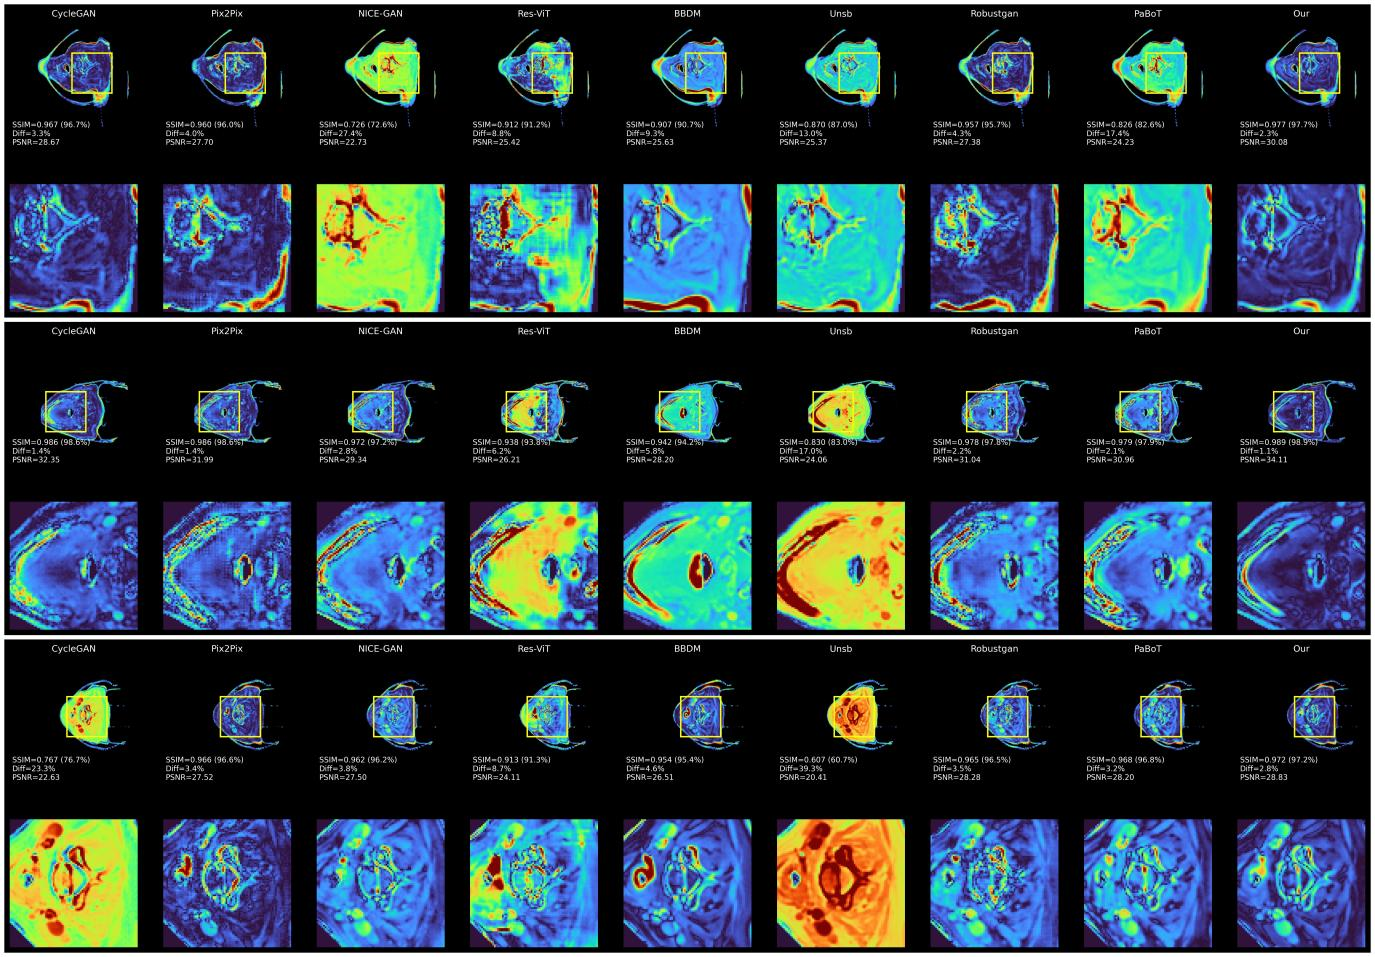 CycleGAN Pix2Pix NICE-GAN Res-ViT BBDM Unsb Robustgan PaBoT Our
SSIM=0.967 (96.7%) SSIM=0.960 (96.0%) SSIM=0.726 (72.6%) SSIM=0.912 (91.2%) SSIM=0.907 (90.7%) SSIM=0.870 (87.0%) SSIM=0.957 (95.7%) SSIM=0.826 (82.6%) SSIM=0.977 (97.7%)
Diff=3.3% Diff=4.0% Diff=27.4% Diff=8.8% Diff=9.3% Diff=13.0% Diff=4.3% Diff=17.4% Diff=2.3%
PSNR=28.67 PSNR=27.70 PSNR=22.73 PSNR=25.42 PSNR=25.63 PSNR=25.37 PSNR=27.38 PSNR=24.23 PSNR=30.08
CycleGAN Pix2Pix NICE-GAN Res-ViT BBDM Unsb Robustgan PaBoT Our
SSIM=0.986 (98.6%) SSIM=0.986 (98.6%) SSIM=0.972 (97.2%) SSIM=0.938 (93.8%) SSIM=0.942 (94.2%) SSIM=0.830 (83.0%) SSIM=0.978 (97.8%) SSIM=0.979 (97.9%) SSIM=0.989 (98.9%)
Diff=1.4% Diff=1.4% Diff=2.8% Diff=6.2% Diff=5.8% Diff=17.0% Diff=2.2% Diff=2.1% Diff=1.1%
PSNR=32.35 PSNR=31.99 PSNR=29.34 PSNR=26.21 PSNR=28.20 PSNR=24.06 PSNR=31.04 PSNR=30.96 PSNR=34.11
CycleGAN Pix2Pix NICE-GAN Res-ViT BBDM Unsb Robustgan PaBoT Our
SSIM=0.767 (76.7%) SSIM=0.966 (96.6%) SSIM=0.962 (96.2%) SSIM=0.913 (91.3%) SSIM=0.954 (95.4%) SSIM=0.607 (60.7%) SSIM=0.965 (96.5%) SSIM=0.968 (96.8%) SSIM=0.972 (97.2%)
Diff=23.3% Diff=3.4% Diff=3.8% Diff=8.7% Diff=4.6% Diff=39.3% Diff=3.5% Diff=3.2% Diff=2.8%
PSNR=22.63 PSNR=27.52 PSNR=27.50 PSNR=24.11 PSNR=26.51 PSNR=20.41 PSNR=28.28 PSNR=28.20 PSNR=28.83